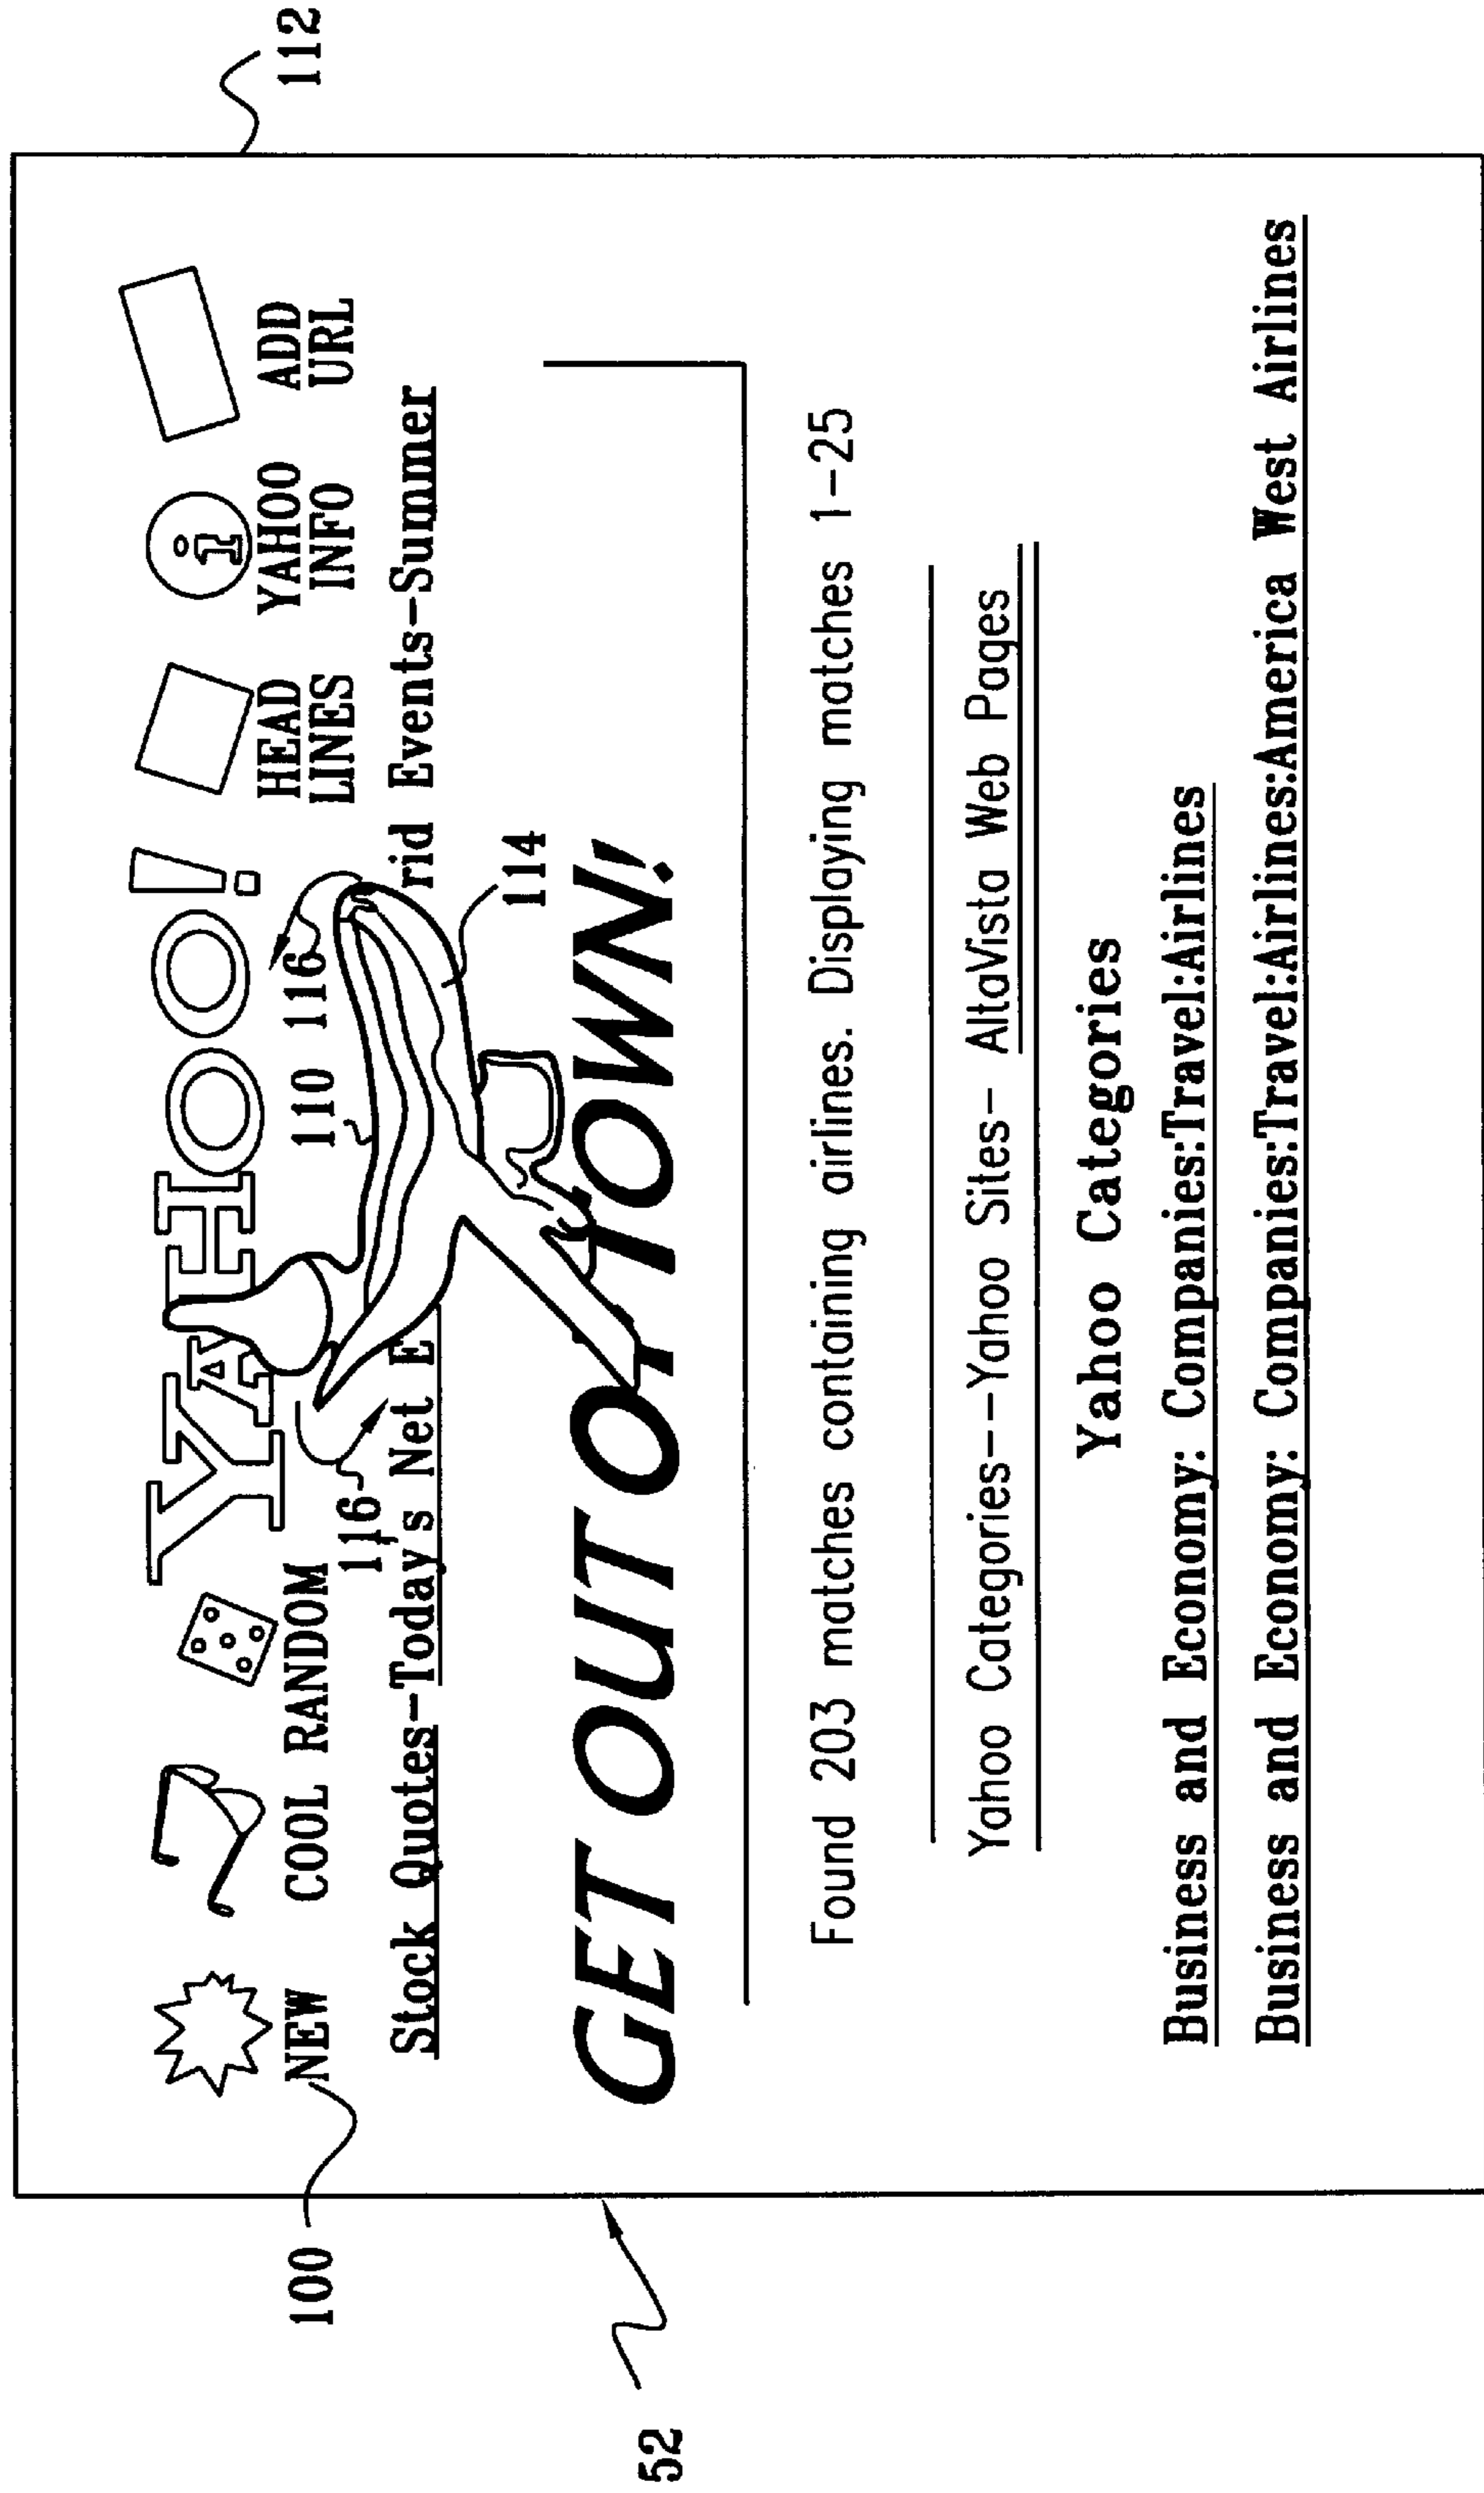 112
YAHOO!
NEW COOL RANDOM HEAD LINES YAHOO INFO ADD URL
100
110 116
116
Stock Quotes-Todays Net E rid Events-Summer
114
GET OUT OF TOWN!
52
Found 203 matches containing airlines. Displaying matches 1-25
Yahoo Categories--Yahoo Sites- AltaVista Web Pages
Yahoo Categories
Business and Economy: Companies:Travel:Airlines
Business and Economy: Companies:Travel:Airlines:America West Airlines